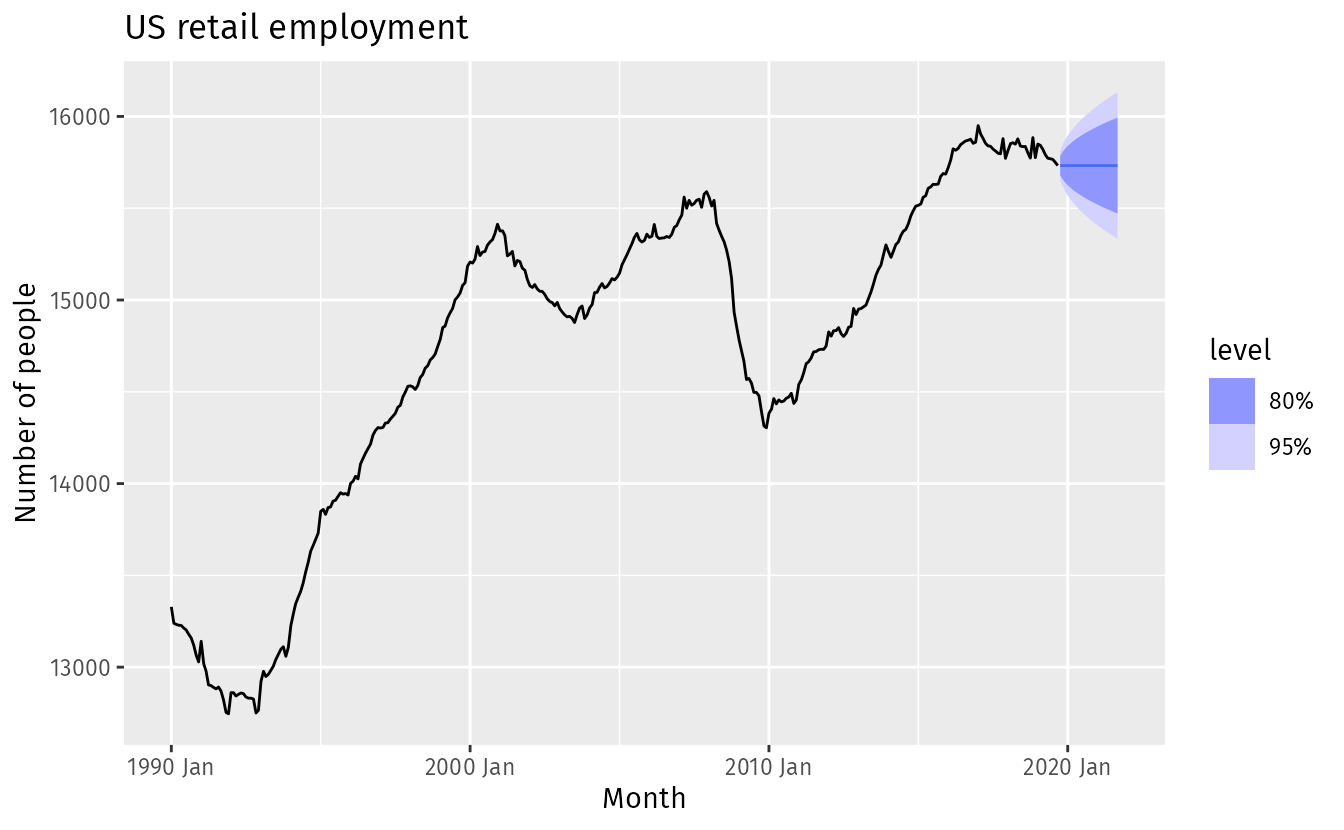 US retail employment
Number of people
16000
15000
14000
13000
1990 Jan
2000 Jan
2010 Jan
2020 Jan
Month
level
80%
95%